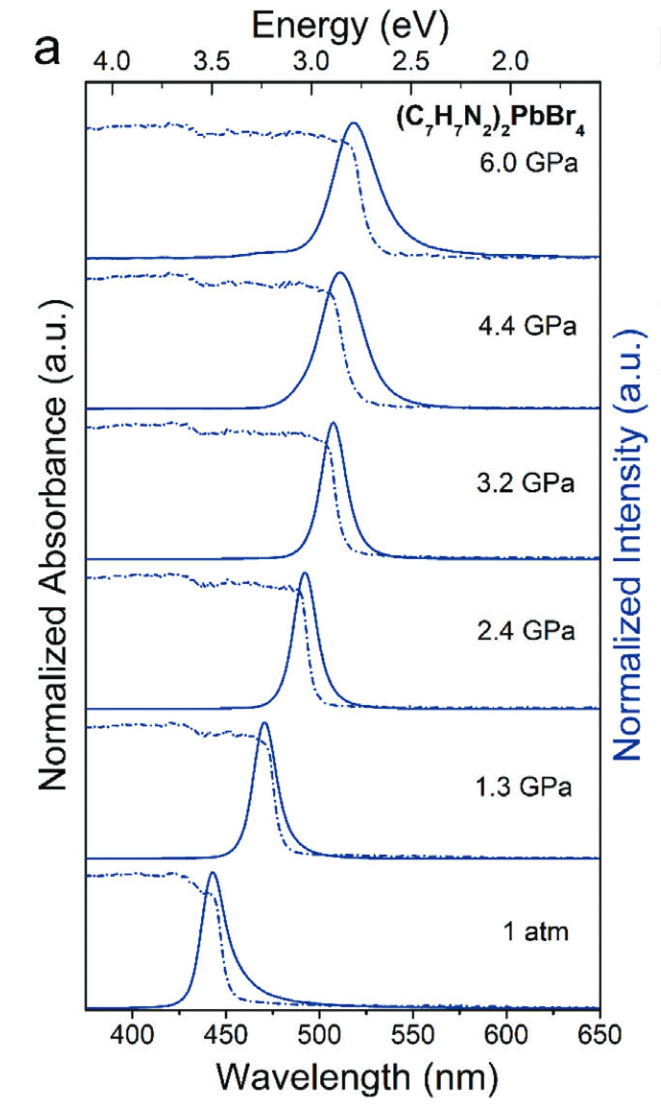 a
Energy (eV)
4.0 3.5 3.0 2.5 2.0
(C7H7N2)2PbBr4
6.0 GPa
4.4 GPa
3.2 GPa
2.4 GPa
1.3 GPa
1 atm
Normalized Absorbance (a.u.)
Normalized Intensity (a.u.)
400 450 500 550 600 650
Wavelength (nm)